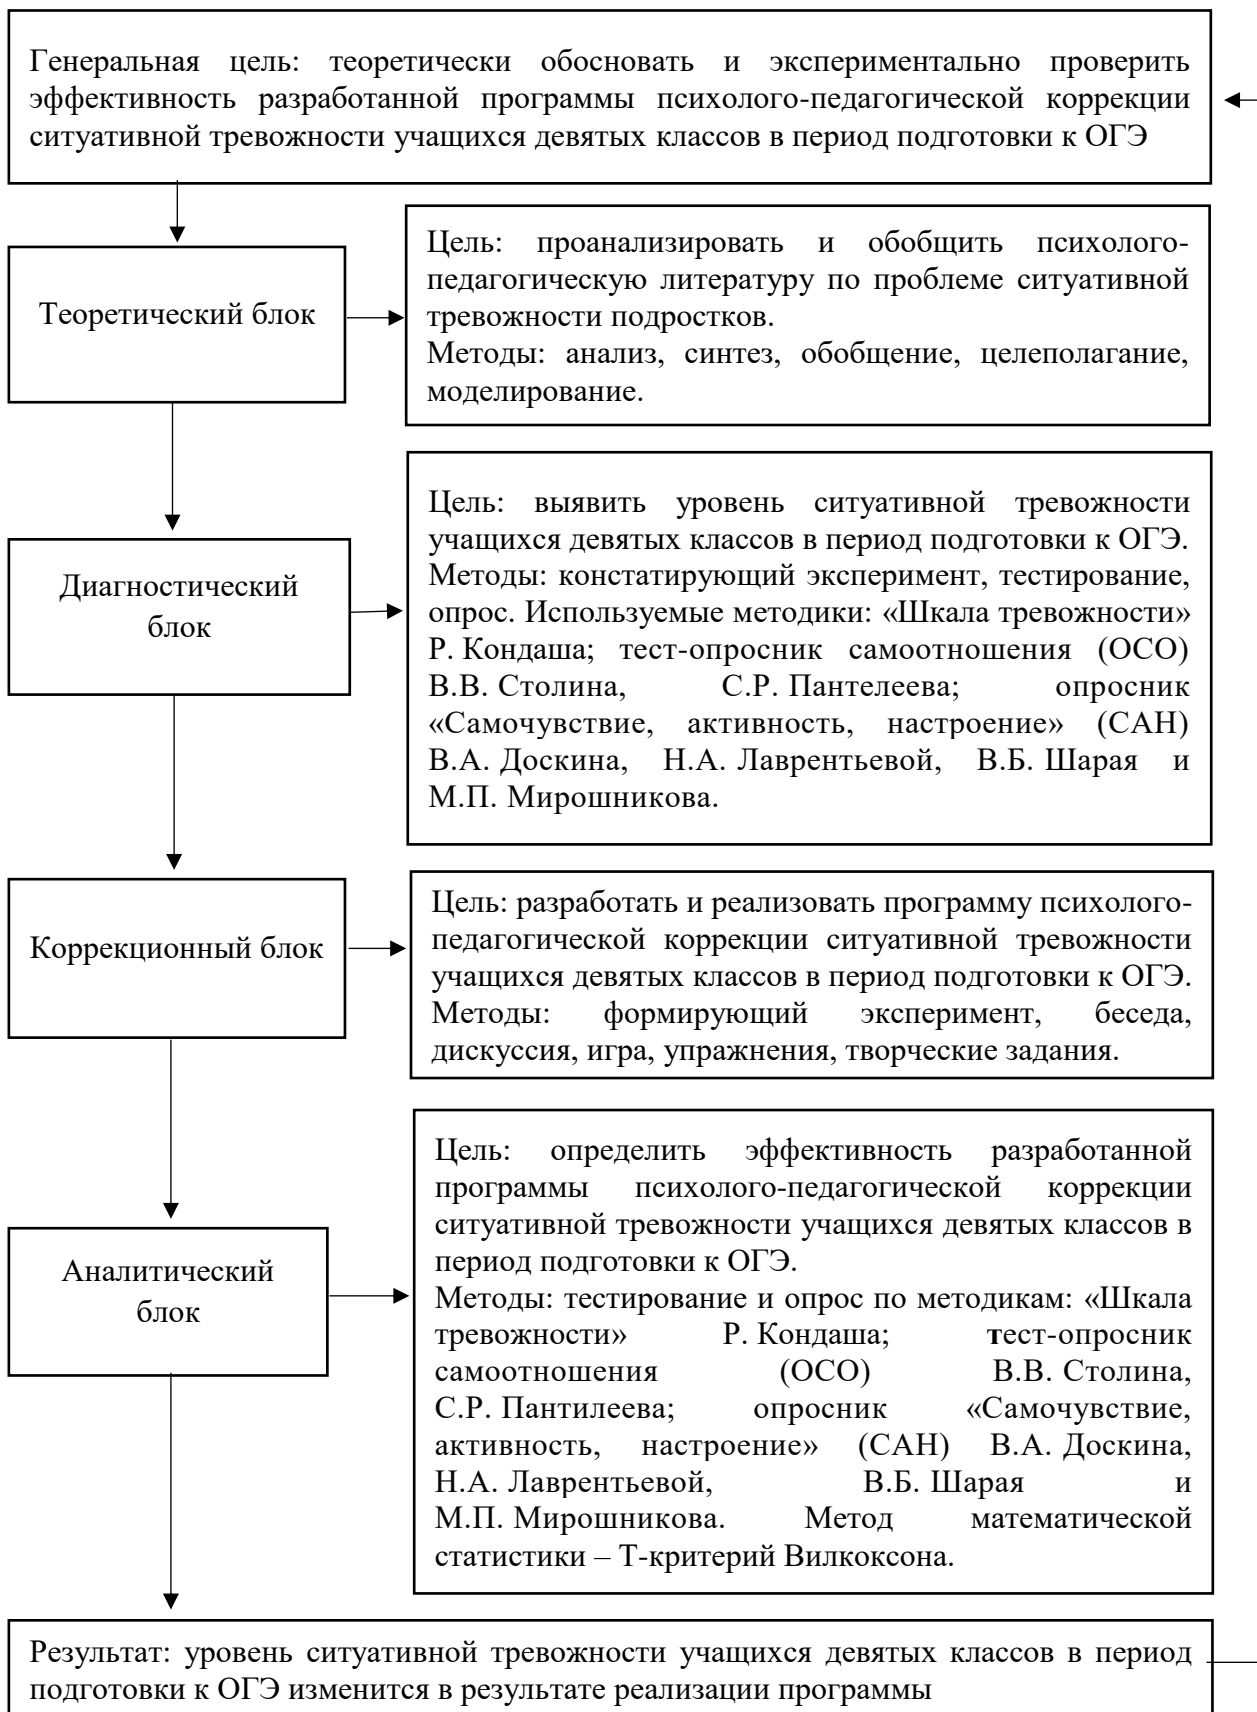 Генеральная цель: теоретически обосновать и экспериментально проверить
эффективность разработанной программы психолого-педагогической коррекции
ситуативной тревожности учащихся девятых классов в период подготовки к ОГЭ
Теоретический блок
Цель: проанализировать и обобщить психолого-
педагогическую литературу по проблеме ситуативной
тревожности подростков.
Методы: анализ, синтез, обобщение, целеполагание,
моделирование.
Диагностический
блок
Цель: выявить уровень ситуативной тревожности
учащихся девятых классов в период подготовки к ОГЭ.
Методы: констатирующий эксперимент, тестирование,
опрос. Используемые методики: «Шкала тревожности»
Р. Кондаша; тест-опросник самоотношения (ОСО)
В.В. Столина, С.Р. Пантелеева; опросник
«Самочувствие, активность, настроение» (САН)
В.А. Доскина, Н.А. Лаврентьевой, В.Б. Шарая и
М.П. Мирошникова.
Коррекционный блок
Цель: разработать и реализовать программу психолого-
педагогической коррекции ситуативной тревожности
учащихся девятых классов в период подготовки к ОГЭ.
Методы: формирующий эксперимент, беседа,
дискуссия, игра, упражнения, творческие задания.
Аналитический
блок
Цель: определить эффективность разработанной
программы психолого-педагогической коррекции
ситуативной тревожности учащихся девятых классов в
период подготовки к ОГЭ.
Методы: тестирование и опрос по методикам: «Шкала
тревожности» Р. Кондаша; тест-опросник
самоотношения (ОСО) В.В. Столина,
С.Р. Пантилеева; опросник «Самочувствие,
активность, настроение» (САН) В.А. Доскина,
Н.А. Лаврентьевой, В.Б. Шарая и
М.П. Мирошникова. Метод математической
статистики – Т-критерий Вилкоксона.
Результат: уровень ситуативной тревожности учащихся девятых классов в период
подготовки к ОГЭ изменится в результате реализации программы